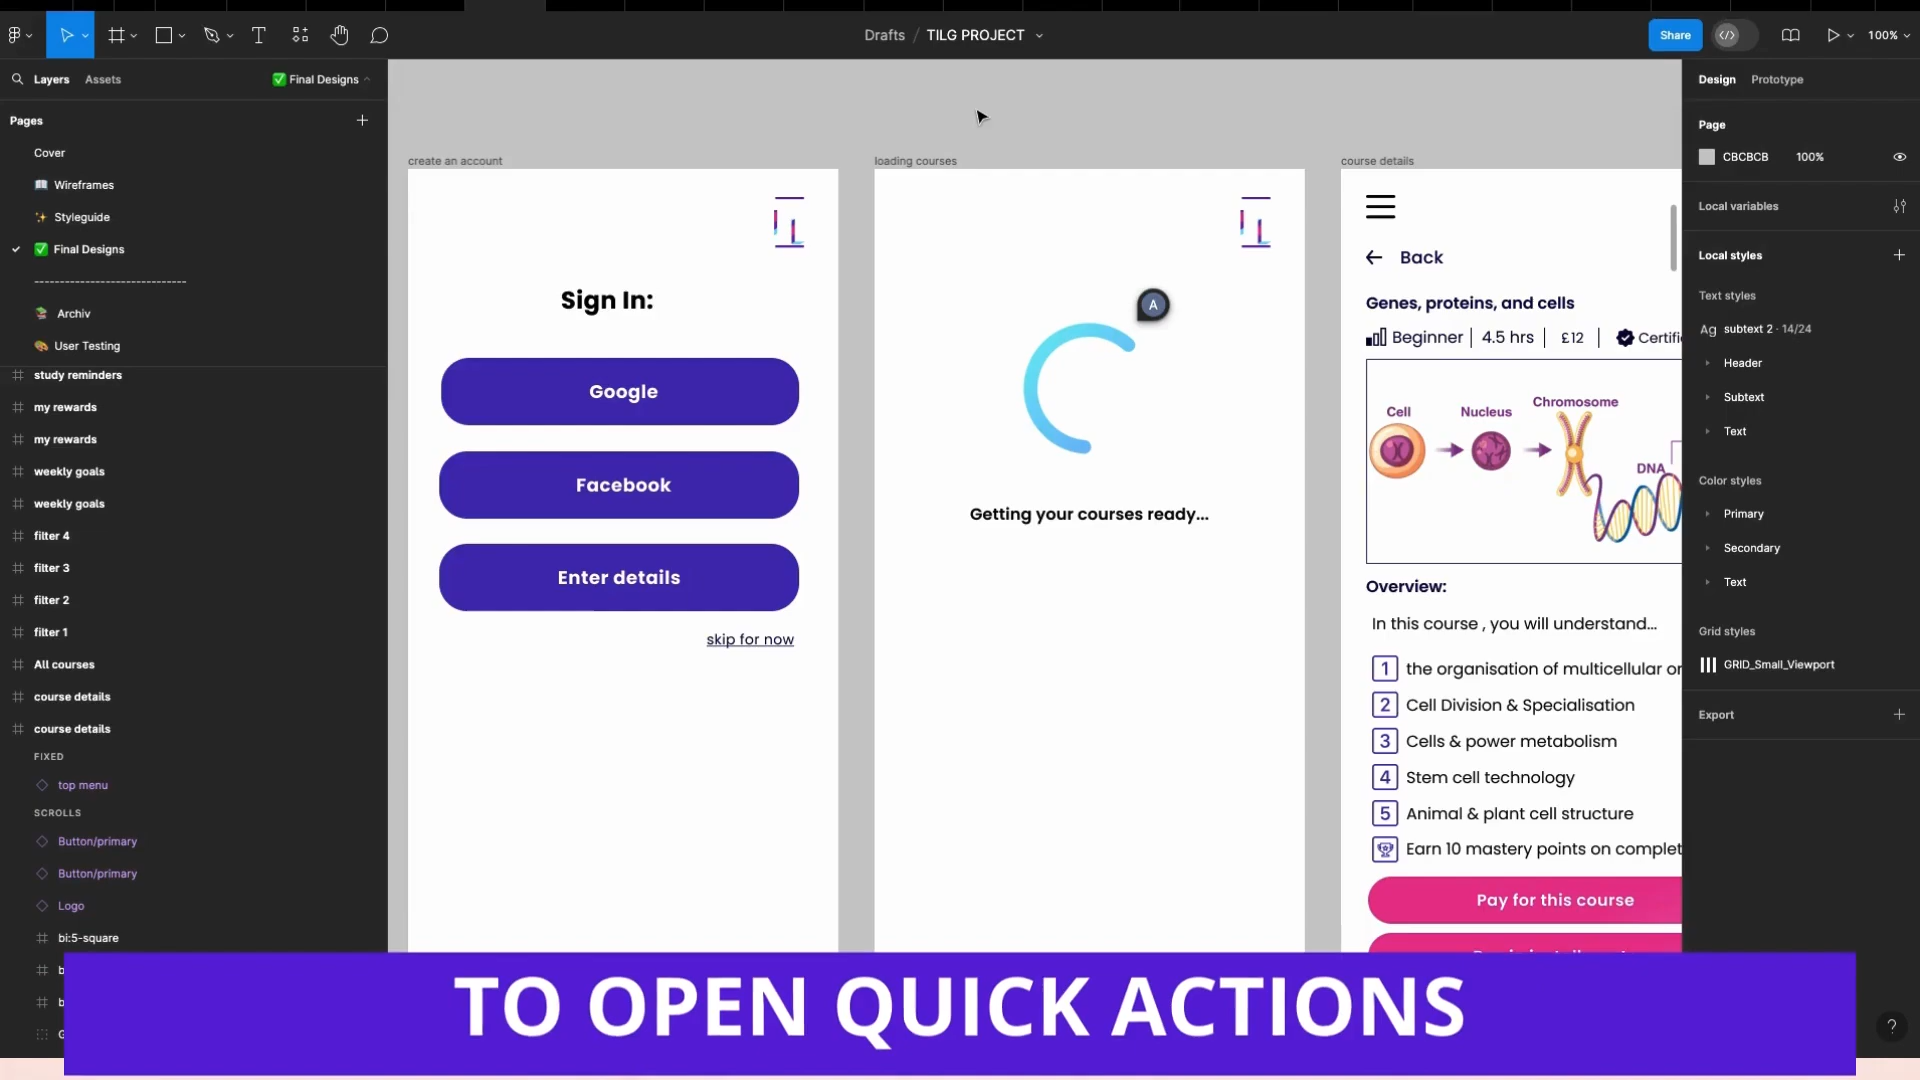 Drafts / TILG PROJECT
Share
100%
Layers
Assets
Final Designs
Pages
Cover
Wireframes
Styleguide
Final Designs
------------------------------
Archiv
User Testing
study reminders
my rewards
my rewards
weekly goals
weekly goals
filter 4
filter 3
filter 2
filter 1
All courses
course details
course details
FIXED
top menu
SCROLLS
Button/primary
Button/primary
Logo
bi:5-square
create an account
Sign In:
Google
Facebook
Enter details
skip for now
loading courses
A
Getting your courses ready...
course details
Back
Genes, proteins, and cells
Beginner | 4.5 hrs | £12 |
Cell
Nucleus
Chromosome
DNA
Overview:
In this course , you will understand...
1 the organisation of multicellular
2 Cell Division & Specialisation
3 Cells & power metabolism
4 Stem cell technology
5 Animal & plant cell structure
Earn 10 mastery points on
Pay for this course
Design
Prototype
Page
CBCBCB 100%
Local variables
Local styles
Text styles
Ag subtext 2 · 14/24
Header
Subtext
Text
Color styles
Primary
Secondary
Text
Grid styles
GRID_Small_Viewport
Export
?
TO OPEN QUICK ACTIONS